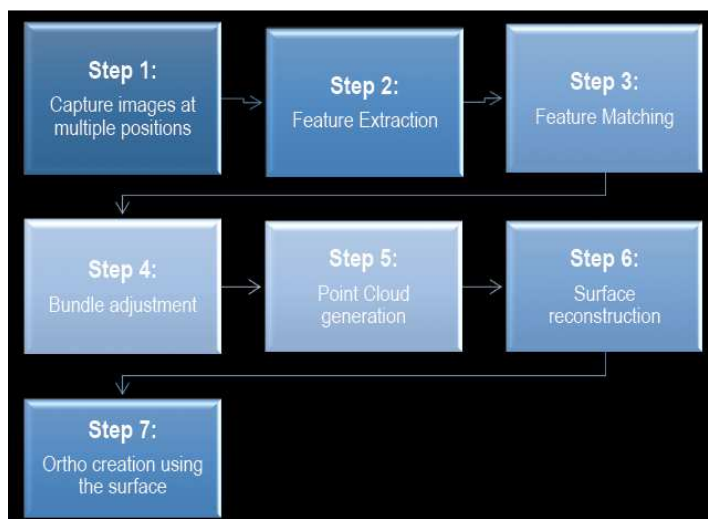 Step 1:
Capture images at
multiple positions
Step 2:
Feature Extraction
Step 3:
Feature Matching
Step 4:
Bundle adjustment
Step 5:
Point Cloud
generation
Step 6:
Surface
reconstruction
Step 7:
Ortho creation using
the surface